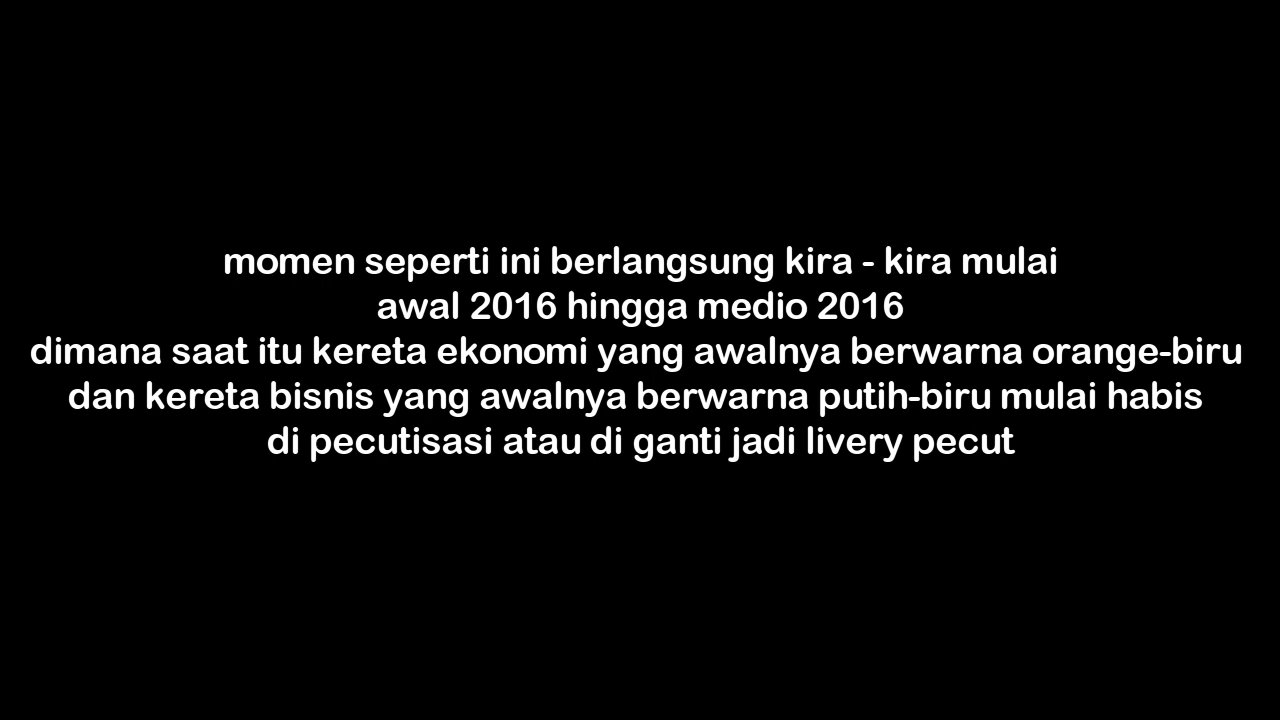 momen seperti ini berlangsung kira - kira mulai
awal 2016 hingga medio 2016
dimana saat itu kereta ekonomi yang awalnya berwarna orange-biru
dan kereta bisnis yang awalnya berwarna putih-biru mulai habis
di pecutisasi atau di ganti jadi livery pecut